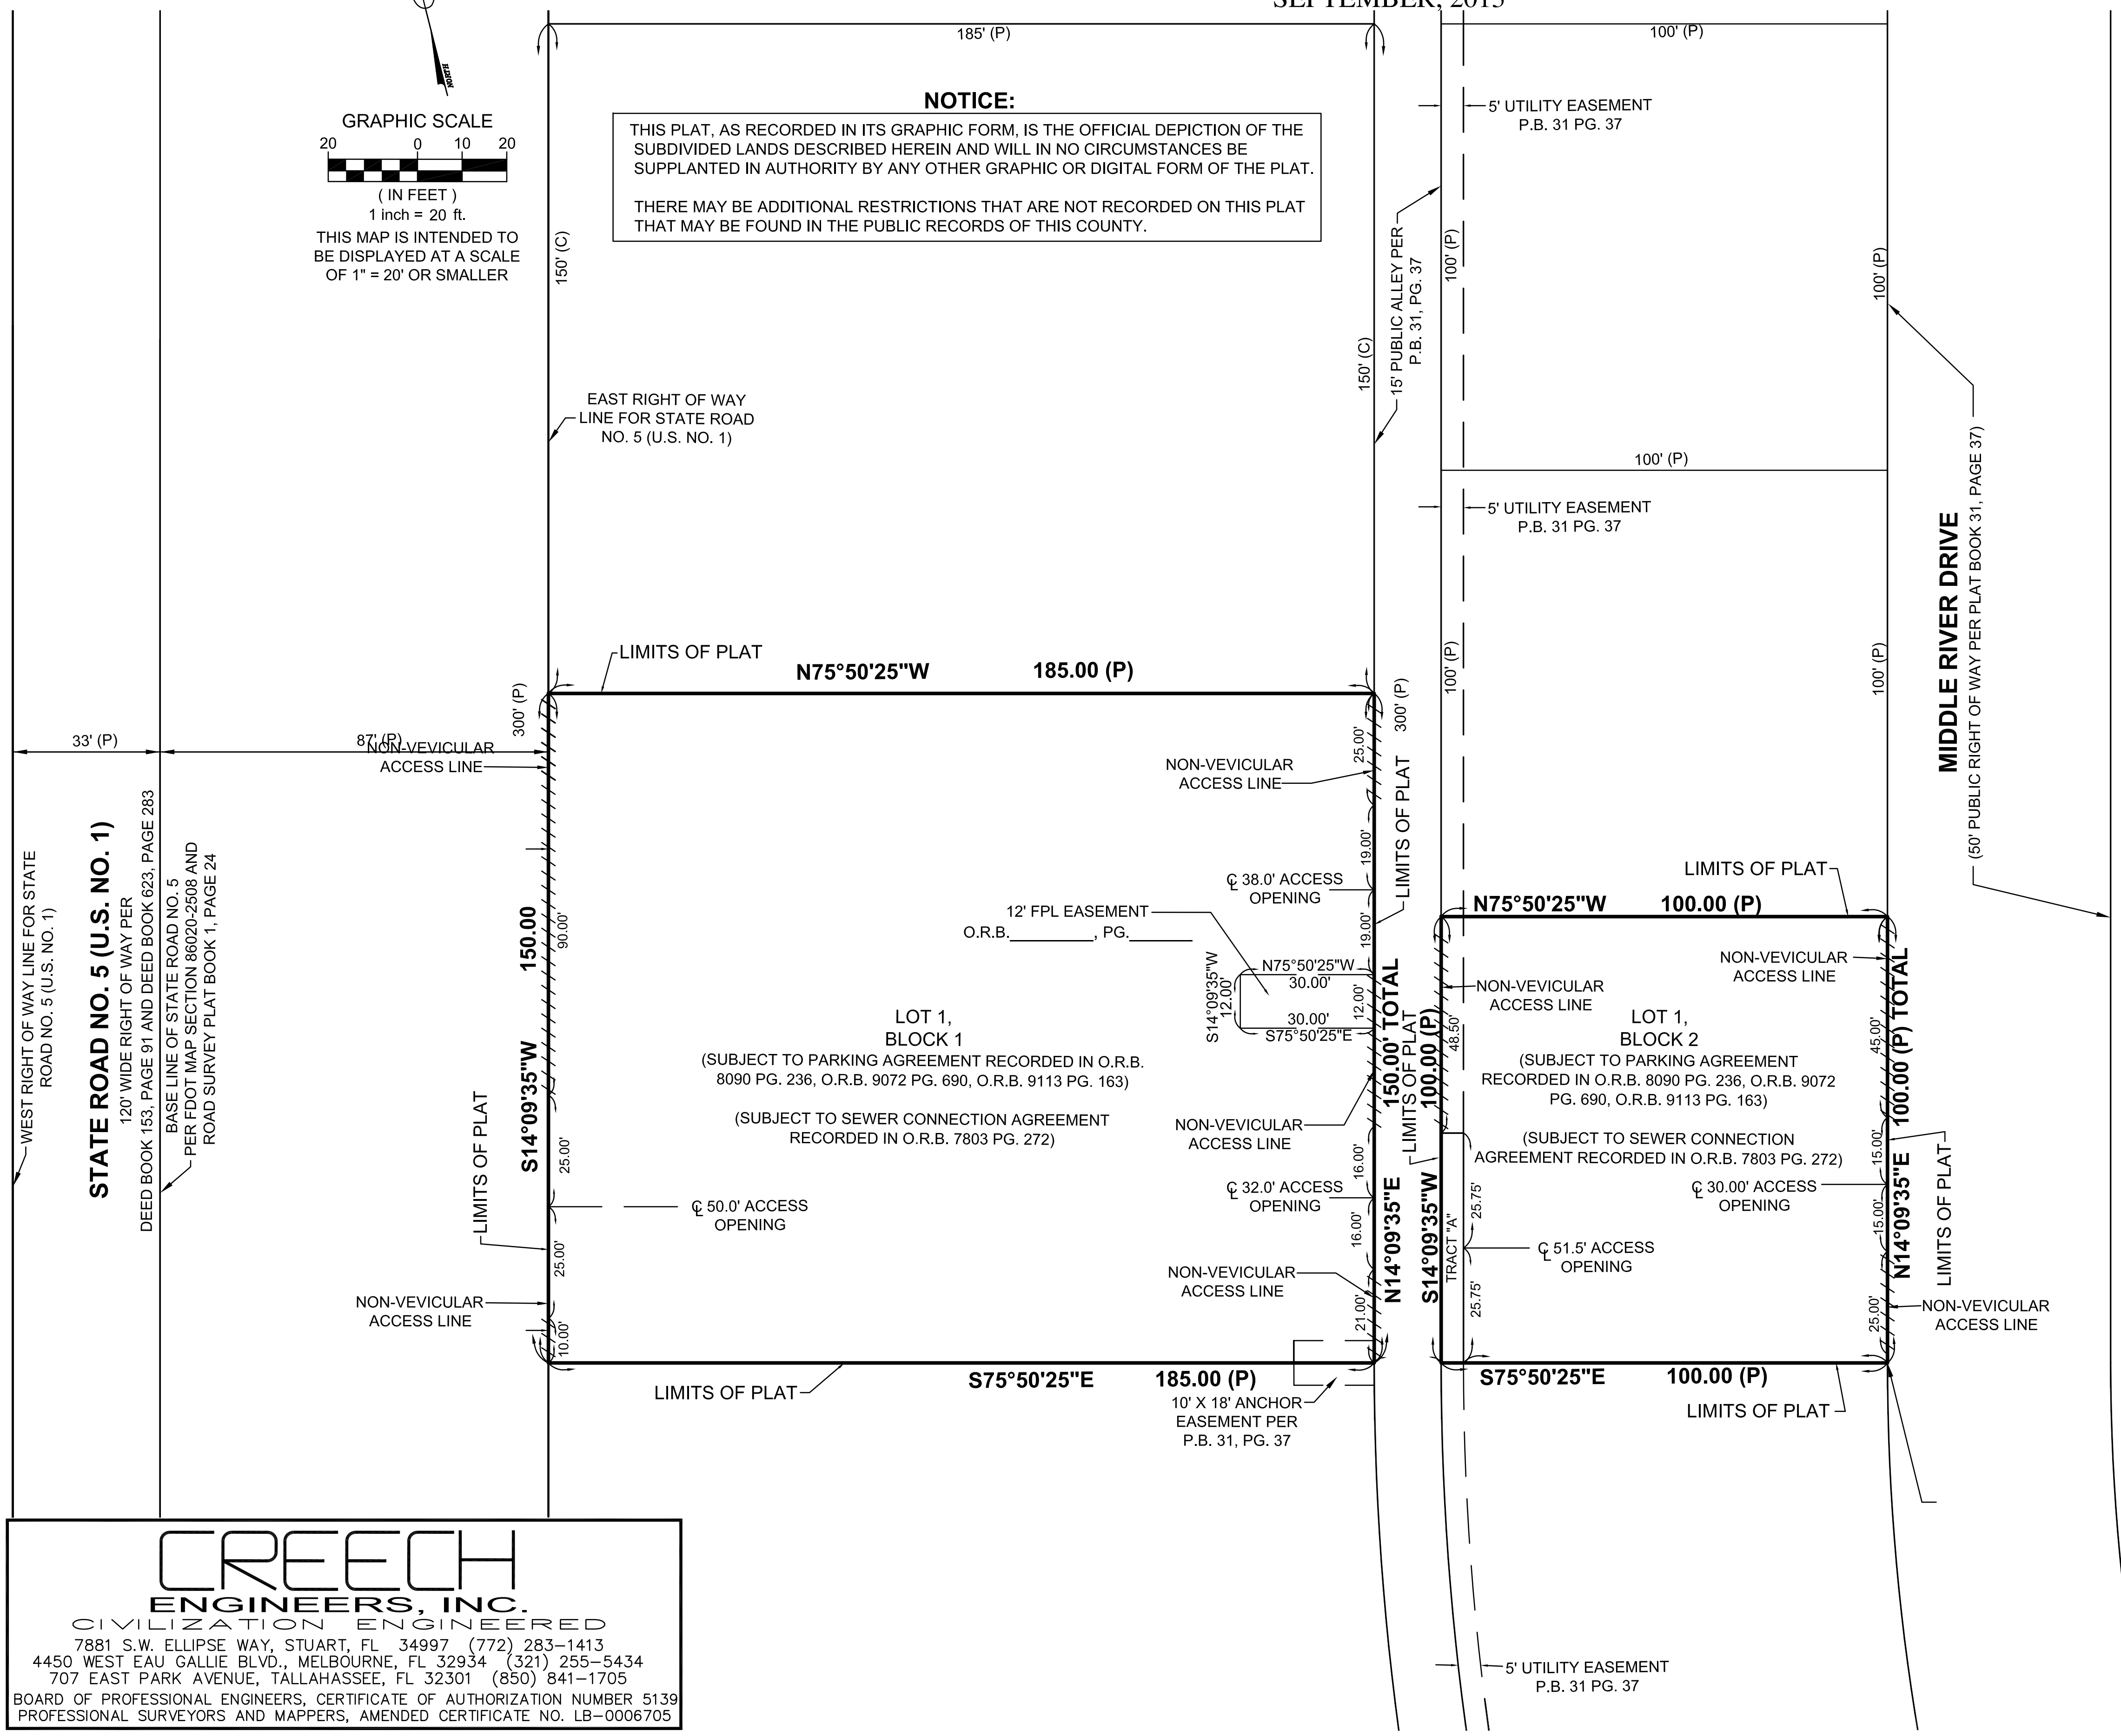 SEPTEMBER, 2015
NORTH
GRAPHIC SCALE
20 0 10 20
( IN FEET )
1 inch = 20 ft.
THIS MAP IS INTENDED TO
BE DISPLAYED AT A SCALE
OF 1" = 20' OR SMALLER
185' (P)
100' (P)
NOTICE:
THIS PLAT, AS RECORDED IN ITS GRAPHIC FORM, IS THE OFFICIAL DEPICTION OF THE
SUBDIVIDED LANDS DESCRIBED HEREIN AND WILL IN NO CIRCUMSTANCES BE
SUPPLANTED IN AUTHORITY BY ANY OTHER GRAPHIC OR DIGITAL FORM OF THE PLAT.
THERE MAY BE ADDITIONAL RESTRICTIONS THAT ARE NOT RECORDED ON THIS PLAT
THAT MAY BE FOUND IN THE PUBLIC RECORDS OF THIS COUNTY.
5' UTILITY EASEMENT
P.B. 31 PG. 37
150' (C)
150' (C)
15' PUBLIC ALLEY PER
P.B. 31, PG. 37
100' (P)
100' (P)
EAST RIGHT OF WAY
LINE FOR STATE ROAD
NO. 5 (U.S. NO. 1)
100' (P)
5' UTILITY EASEMENT
P.B. 31 PG. 37
100' (P)
100' (P)
MIDDLE RIVER DRIVE
(50' PUBLIC RIGHT OF WAY PER PLAT BOOK 31, PAGE 37)
LIMITS OF PLAT
N75°50'25"W 185.00 (P)
300' (P)
300' (P)
33' (P)
87' (P)
NON-VEVICULAR
ACCESS LINE
WEST RIGHT OF WAY LINE FOR STATE
ROAD NO. 5 (U.S. NO. 1)
STATE ROAD NO. 5 (U.S. NO. 1)
120' WIDE RIGHT OF WAY PER
DEED BOOK 153, PAGE 91 AND DEED BOOK 623, PAGE 283
BASE LINE OF STATE ROAD NO. 5
PER FDOT MAP SECTION 86020-2508 AND
ROAD SURVEY PLAT BOOK 1, PAGE 24
S14°09'35"W 150.00
90.00'
25.00'
25.00'
10.00'
LIMITS OF PLAT
NON-VEVICULAR
ACCESS LINE
℄ 50.0' ACCESS
OPENING
NON-VEVICULAR
ACCESS LINE
25.00'
19.00'
19.00'
LIMITS OF PLAT
℄ 38.0' ACCESS
OPENING
12' FPL EASEMENT
O.R.B.__________, PG.________
N75°50'25"W
30.00'
S14°09'35"W
12.00'
12.00'
30.00'
S75°50'25"E
LOT 1,
BLOCK 1
(SUBJECT TO PARKING AGREEMENT RECORDED IN O.R.B.
8090 PG. 236, O.R.B. 9072 PG. 690, O.R.B. 9113 PG. 163)
(SUBJECT TO SEWER CONNECTION AGREEMENT
RECORDED IN O.R.B. 7803 PG. 272)
NON-VEVICULAR
ACCESS LINE
16.00'
℄ 32.0' ACCESS
OPENING
16.00'
NON-VEVICULAR
ACCESS LINE
21.00'
N14°09'35"E 150.00' TOTAL
LIMITS OF PLAT
S14°09'35"W 100.00 (P)
LIMITS OF PLAT
N75°50'25"W 100.00 (P)
NON-VEVICULAR
ACCESS LINE
NON-VEVICULAR
ACCESS LINE
48.50'
45.00'
LOT 1,
BLOCK 2
(SUBJECT TO PARKING AGREEMENT
RECORDED IN O.R.B. 8090 PG. 236, O.R.B. 9072
PG. 690, O.R.B. 9113 PG. 163)
(SUBJECT TO SEWER CONNECTION
AGREEMENT RECORDED IN O.R.B. 7803 PG. 272)
15.00'
℄ 30.00' ACCESS
OPENING
15.00'
25.75'
TRACT "A"
℄ 51.5' ACCESS
OPENING
25.75'
25.00'
N14°09'35"E 100.00 (P) TOTAL
LIMITS OF PLAT
NON-VEVICULAR
ACCESS LINE
LIMITS OF PLAT
S75°50'25"E 185.00 (P)
10' X 18' ANCHOR
EASEMENT PER
P.B. 31, PG. 37
S75°50'25"E 100.00 (P)
LIMITS OF PLAT
5' UTILITY EASEMENT
P.B. 31 PG. 37
CREECH
ENGINEERS, INC.
CIVILIZATION ENGINEERED
7881 S.W. ELLIPSE WAY, STUART, FL 34997 (772) 283-1413
4450 WEST EAU GALLIE BLVD., MELBOURNE, FL 32934 (321) 255-5434
707 EAST PARK AVENUE, TALLAHASSEE, FL 32301 (850) 841-1705
BOARD OF PROFESSIONAL ENGINEERS, CERTIFICATE OF AUTHORIZATION NUMBER 5139
PROFESSIONAL SURVEYORS AND MAPPERS, AMENDED CERTIFICATE NO. LB-0006705